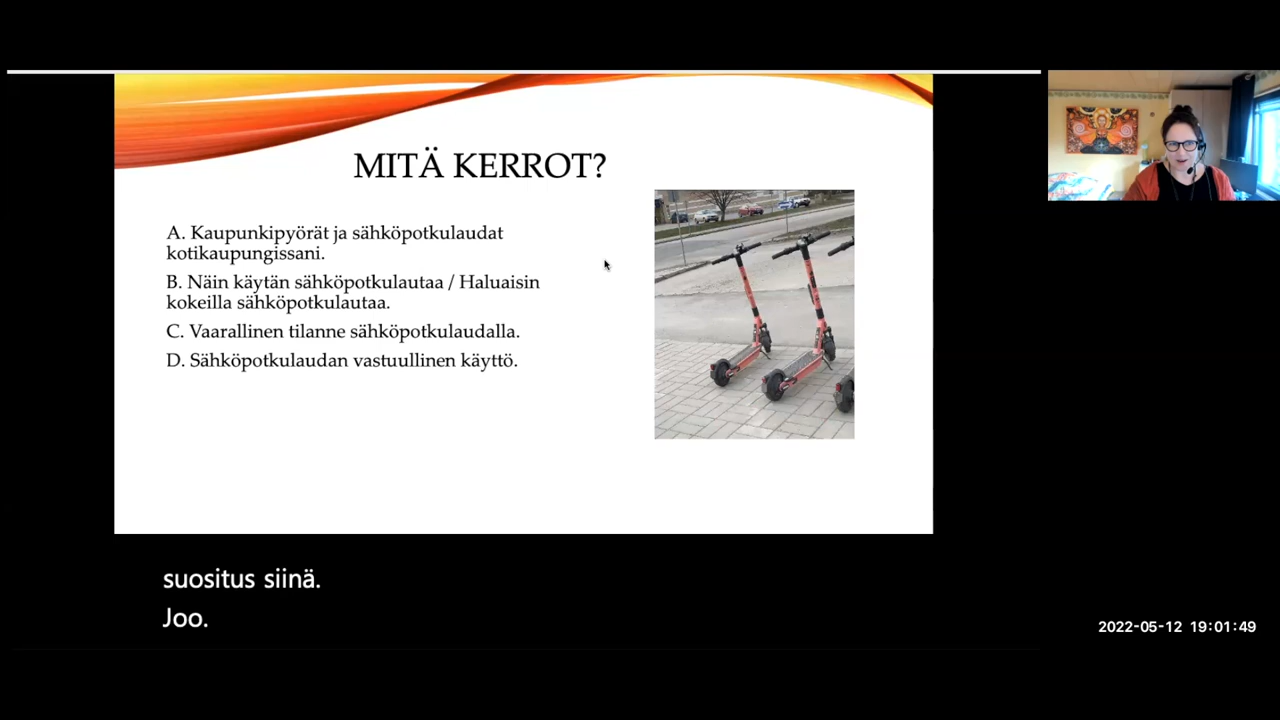 MITÄ KERROT?
A. Kaupunkipyörät ja sähköpotkulaudat
kotikaupungissani.
B. Näin käytän sähköpotkulautaa / Haluaisin
kokeilla sähköpotkulautaa.
C. Vaarallinen tilanne sähköpotkulaudalla.
D. Sähköpotkulaudan vastuullinen käyttö.
suositus siinä.
Joo.
2022-05-12 19:01:49